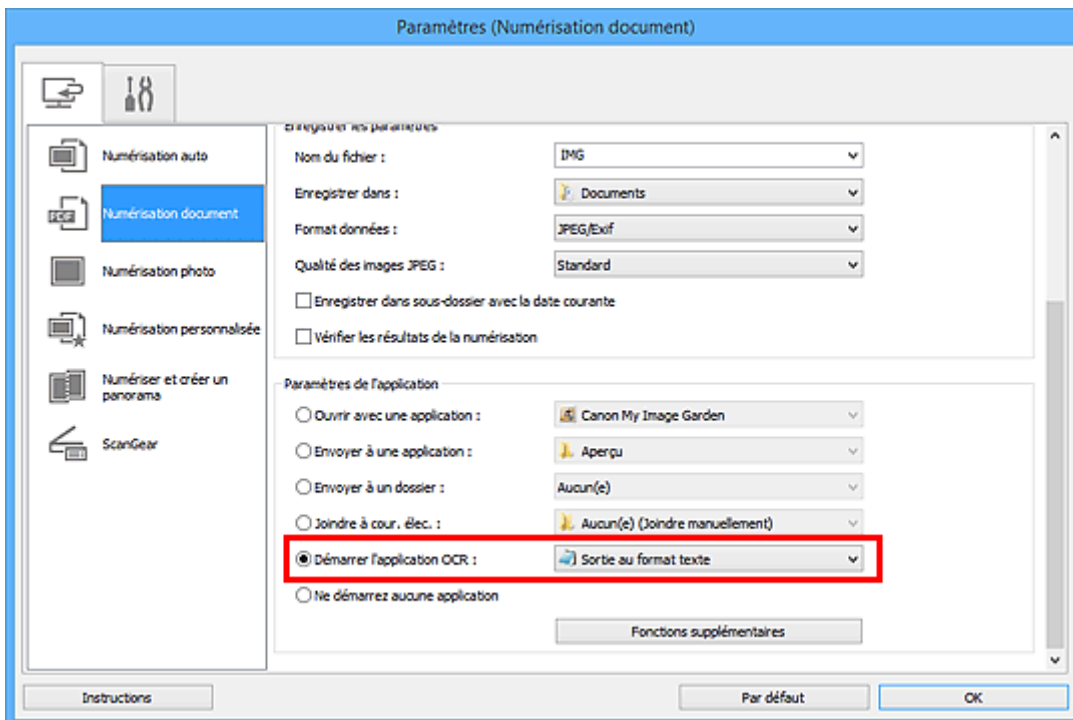 Paramètres (Numérisation document)
Numérisation auto
Numérisation document
Numérisation photo
Numérisation personnalisée
Numériser et créer un
panorama
ScanGear
Enregistrer les paramètres
Nom du fichier : IMG
Enregistrer dans : Documents
Format données : JPEG/Exif
Qualité des images JPEG : Standard
Enregistrer dans sous-dossier avec la date courante
Vérifier les résultats de la numérisation
Paramètres de l'application
Ouvrir avec une application : Canon My Image Garden
Envoyer à une application : Aperçu
Envoyer à un dossier : Aucun(e)
Joindre à cour. élec. : Aucun(e) (Joindre manuellement)
Démarrer l'application OCR : Sortie au format texte
Ne démarrez aucune application
Fonctions supplémentaires
Instructions
Par défaut
OK